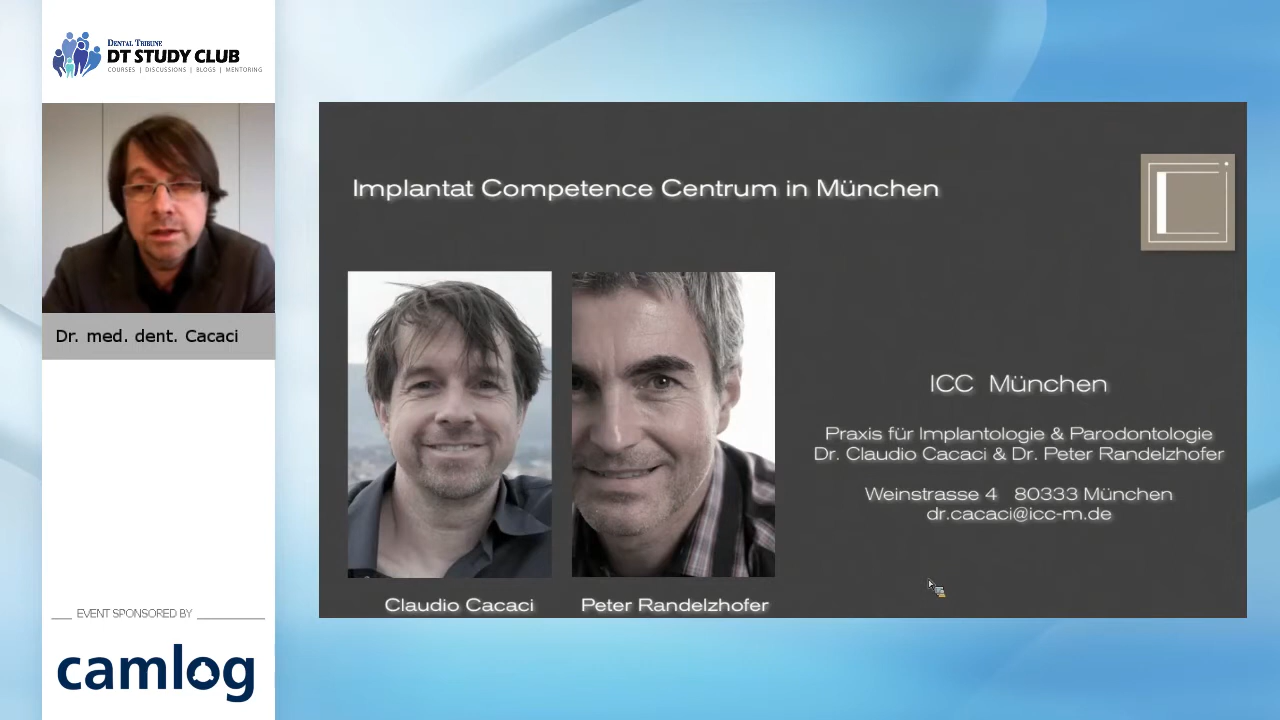 DENTAL TRIBUNE
DT STUDY CLUB
COURSES | DISCUSSIONS | BLOGS | MENTORING
Dr. med. dent. Cacaci
EVENT SPONSORED BY
camlog
Implantat Competence Centrum in München
ICC München
Praxis für Implantologie & Parodontologie
Dr. Claudio Cacaci & Dr. Peter Randelzhofer
Weinstrasse 4 80333 München
dr.cacaci@icc-m.de
Claudio Cacaci
Peter Randelzhofer